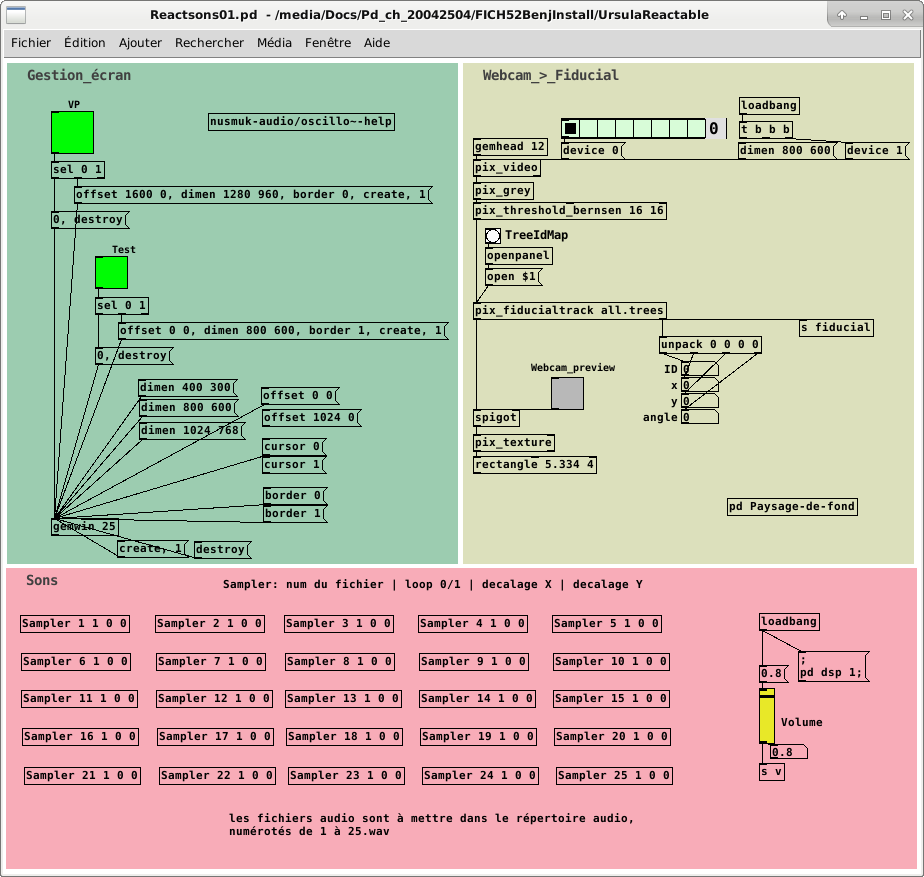 Reactsons01.pd - /media/Docs/Pd_ch_20042504/FICH52BenjInstall/UrsulaReactable
Fichier Édition Ajouter Rechercher Média Fenêtre Aide
Gestion_écran
VP
nusmuk-audio/oscillo~-help
sel 0 1
offset 1600 0, dimen 1280 960, border 0, create, 1
0, destroy
Test
sel 0 1
offset 0 0, dimen 800 600, border 1, create, 1
0, destroy
dimen 400 300
offset 0 0
dimen 800 600
offset 1024 0
dimen 1024 768
cursor 0
cursor 1
border 0
border 1
gemwin 25
create, 1
destroy
Webcam_>_Fiducial
loadbang
0
t b b b
gemhead 12
device 0
dimen 800 600
device 1
pix_video
pix_grey
pix_threshold_bernsen 16 16
TreeIdMap
openpanel
open $1
pix_fiducialtrack all.trees
s fiducial
unpack 0 0 0 0
Webcam_preview
ID 0
x 0
y 0
angle 0
spigot
pix_texture
rectangle 5.334 4
pd Paysage-de-fond
Sons
Sampler: num du fichier | loop 0/1 | decalage X | decalage Y
Sampler 1 1 0 0
Sampler 2 1 0 0
Sampler 3 1 0 0
Sampler 4 1 0 0
Sampler 5 1 0 0
Sampler 6 1 0 0
Sampler 7 1 0 0
Sampler 8 1 0 0
Sampler 9 1 0 0
Sampler 10 1 0 0
Sampler 11 1 0 0
Sampler 12 1 0 0
Sampler 13 1 0 0
Sampler 14 1 0 0
Sampler 15 1 0 0
Sampler 16 1 0 0
Sampler 17 1 0 0
Sampler 18 1 0 0
Sampler 19 1 0 0
Sampler 20 1 0 0
Sampler 21 1 0 0
Sampler 22 1 0 0
Sampler 23 1 0 0
Sampler 24 1 0 0
Sampler 25 1 0 0
loadbang
;
pd dsp 1;
0.8
Volume
0.8
s v
les fichiers audio sont à mettre dans le répertoire audio,
numérotés de 1 à 25.wav